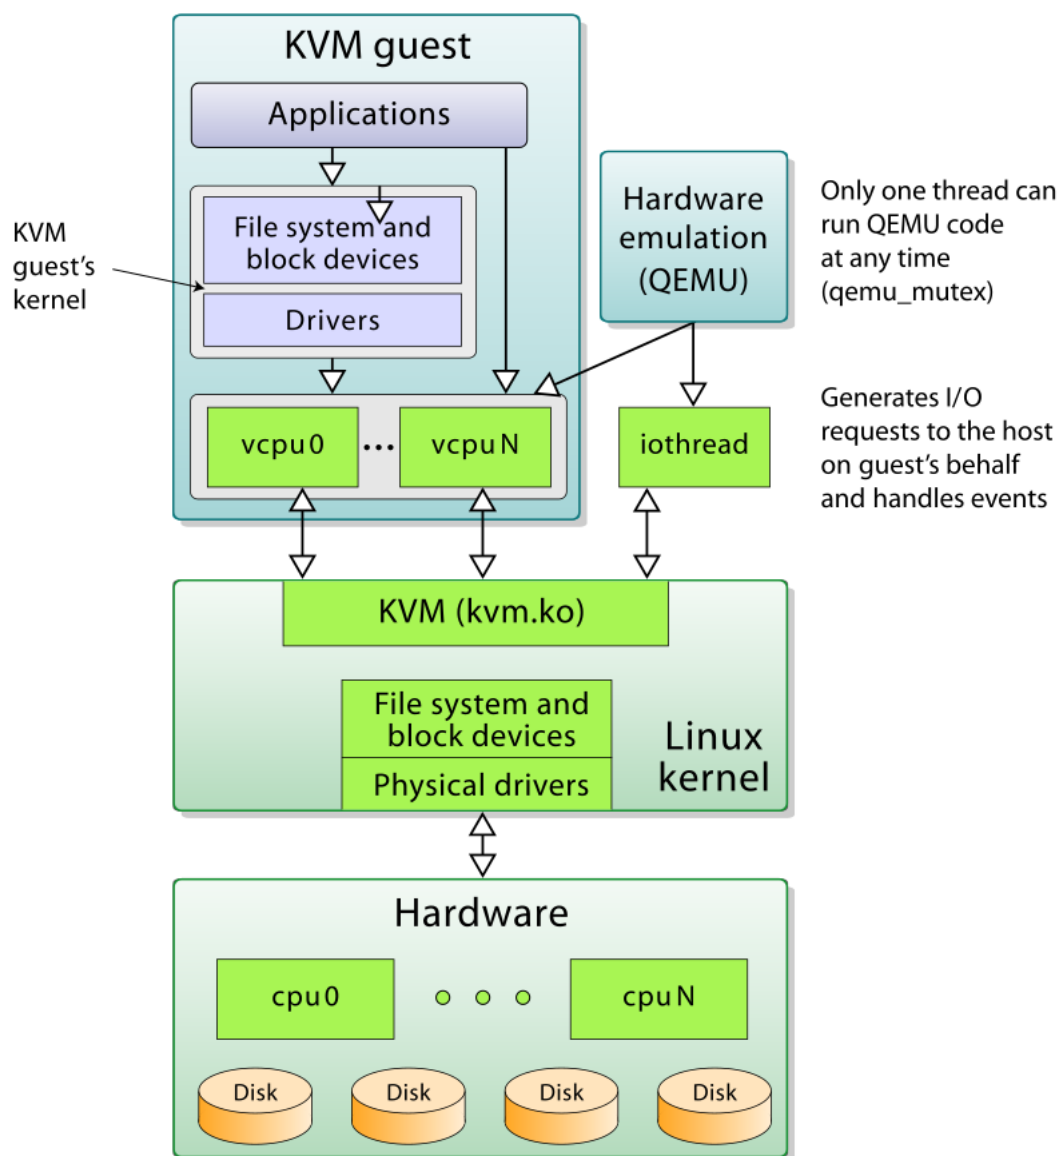 KVM guest
Applications
File system and
block devices
Drivers
KVM
guest's
kernel
vcpu 0
...
vcpu N
Hardware
emulation
(QEMU)
Only one thread can
run QEMU code
at any time
(qemu_mutex)
iothread
Generates I/O
requests to the host
on guest's behalf
and handles events
KVM (kvm.ko)
File system and
block devices
Physical drivers
Linux
kernel
Hardware
cpu 0
cpu N
Disk
Disk
Disk
Disk